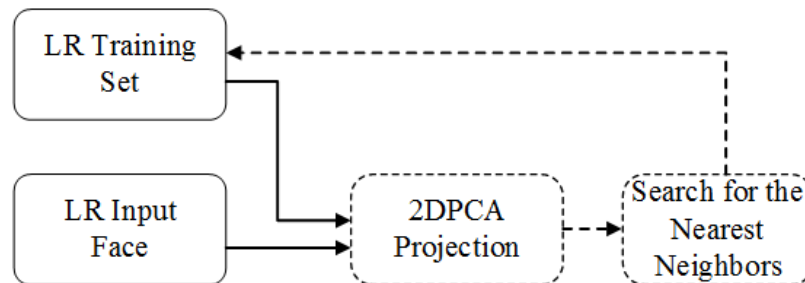 LR Training
Set
LR Input
Face
2DPCA
Projection
Search for the
Nearest
Neighbors